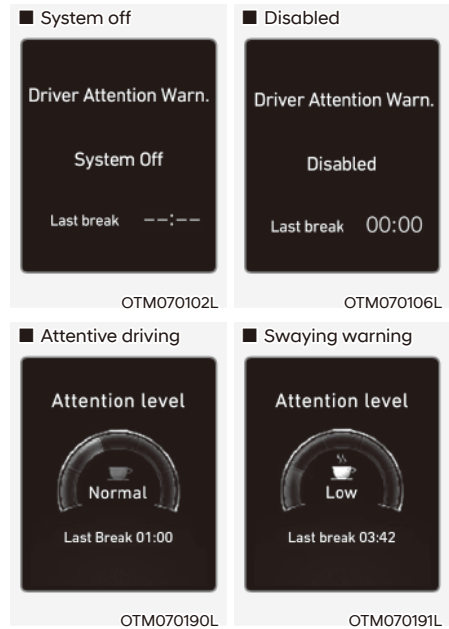 ■ System off
Driver Attention Warn.
System Off
Last break --:--
OTM070102L
■ Disabled
Driver Attention Warn.
Disabled
Last break 00:00
OTM070106L
■ Attentive driving
Attention level
Normal
Last Break 01:00
OTM070190L
■ Swaying warning
Attention level
Low
Last break 03:42
OTM070191L